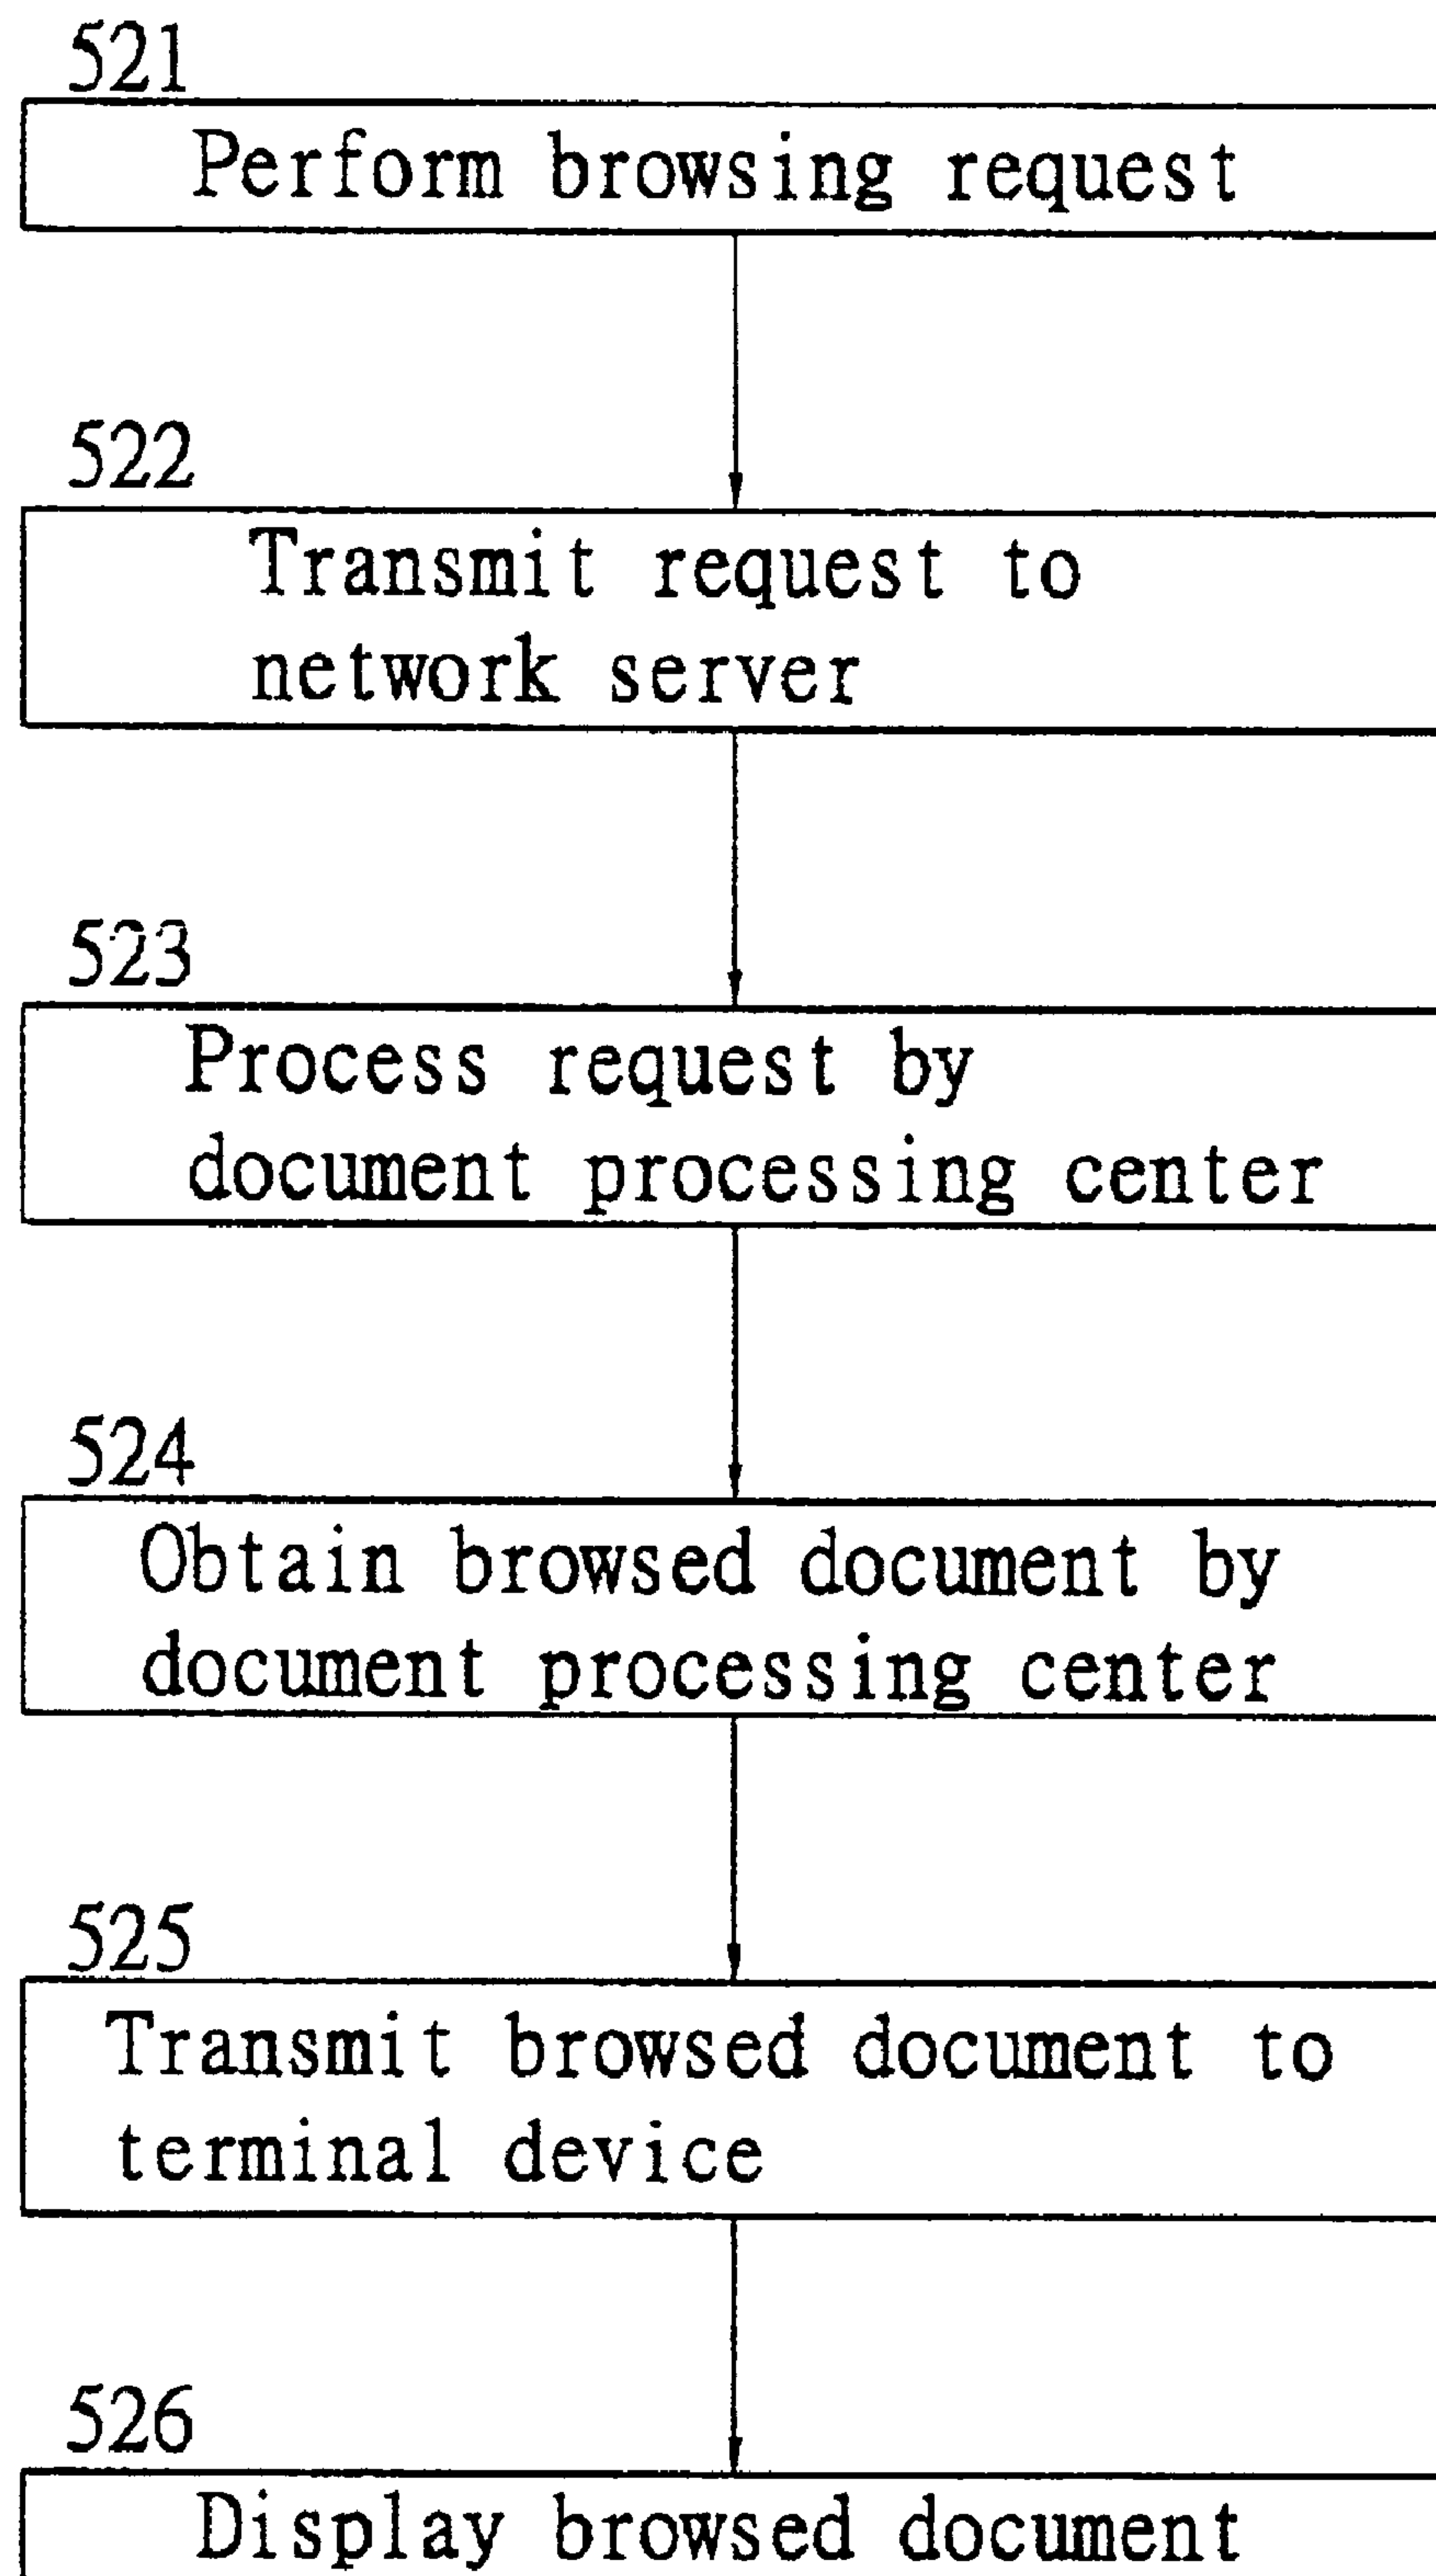 521
Perform browsing request
522
Transmit request to
network server
523
Process request by
document processing center
524
Obtain browsed document by
document processing center
525
Transmit browsed document to
terminal device
526
Display browsed document